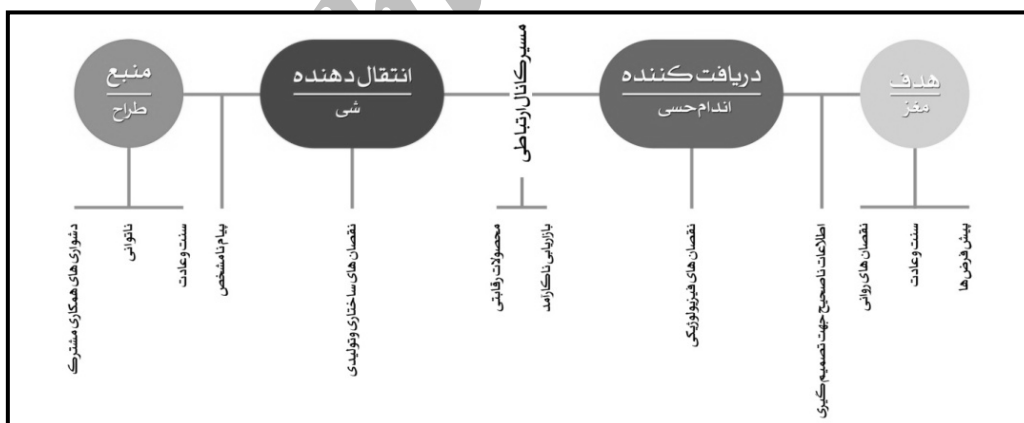 منبع
طراح
انتقال دهنده
شی
مسیر کانال ارتباطی
دریافت کننده
اندام حسی
هدف
مغز
دشواری های همکاری مشترک
ناتوانی
سنت و عادت
پیام نامشخص
نقصان های ساختاری و تولیدی
محصولات رقابتی
بازاریابی ناکارامد
نقصان های فیزیولوژیکی
اطلاعات ناصحیح جهت تصمیم گیری
نقصان های روانی
سنت و عادت
پیش فرض ها